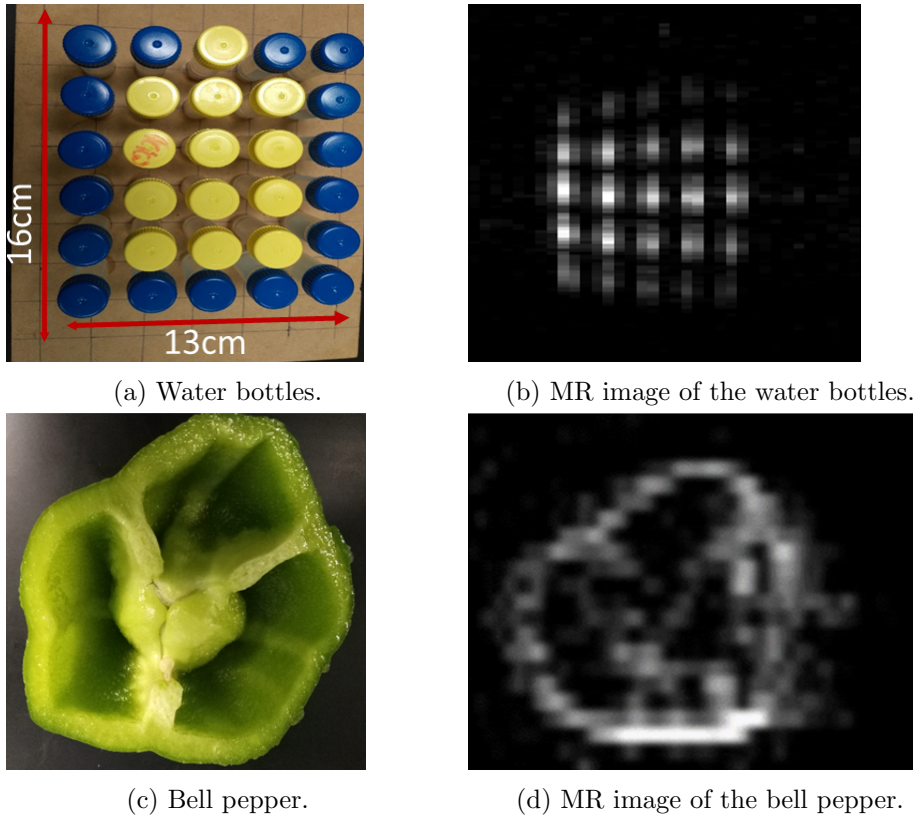 16cm
13cm
(a) Water bottles.
(b) MR image of the water bottles.
(c) Bell pepper.
(d) MR image of the bell pepper.